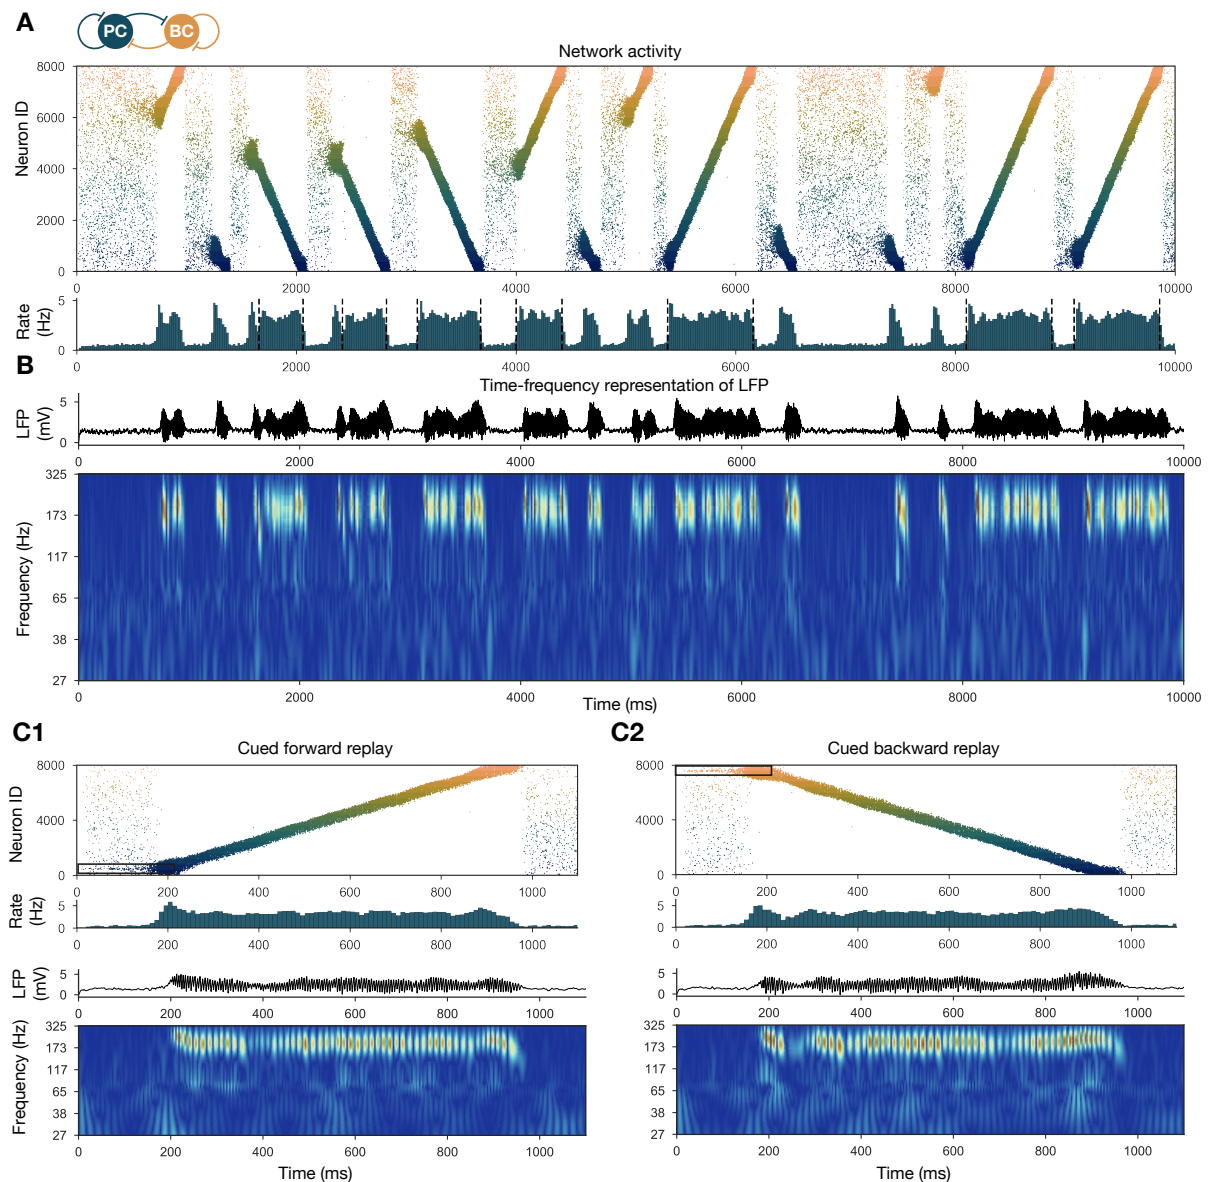 A
PC
BC
Network activity
Neuron ID
8000
6000
4000
2000
0
0 2000 4000 6000 8000 10000
Rate
(Hz)
5
0
0 2000 4000 6000 8000 10000
B
Time-frequency representation of LFP
LFP
(mV)
5
0
0 2000 4000 6000 8000 10000
Frequency (Hz)
325
173
117
65
38
27
0 2000 4000 6000 8000 10000
Time (ms)
C1
Cued forward replay
Neuron ID
8000
4000
0
0 200 400 600 800 1000
Rate
(Hz)
5
0
0 200 400 600 800 1000
LFP
(mV)
5
0
0 200 400 600 800 1000
Frequency (Hz)
325
173
117
65
38
27
0 200 400 600 800 1000
Time (ms)
C2
Cued backward replay
8000
4000
0
0 200 400 600 800 1000
5
0
0 200 400 600 800 1000
5
0
0 200 400 600 800 1000
325
173
117
65
38
27
0 200 400 600 800 1000
Time (ms)